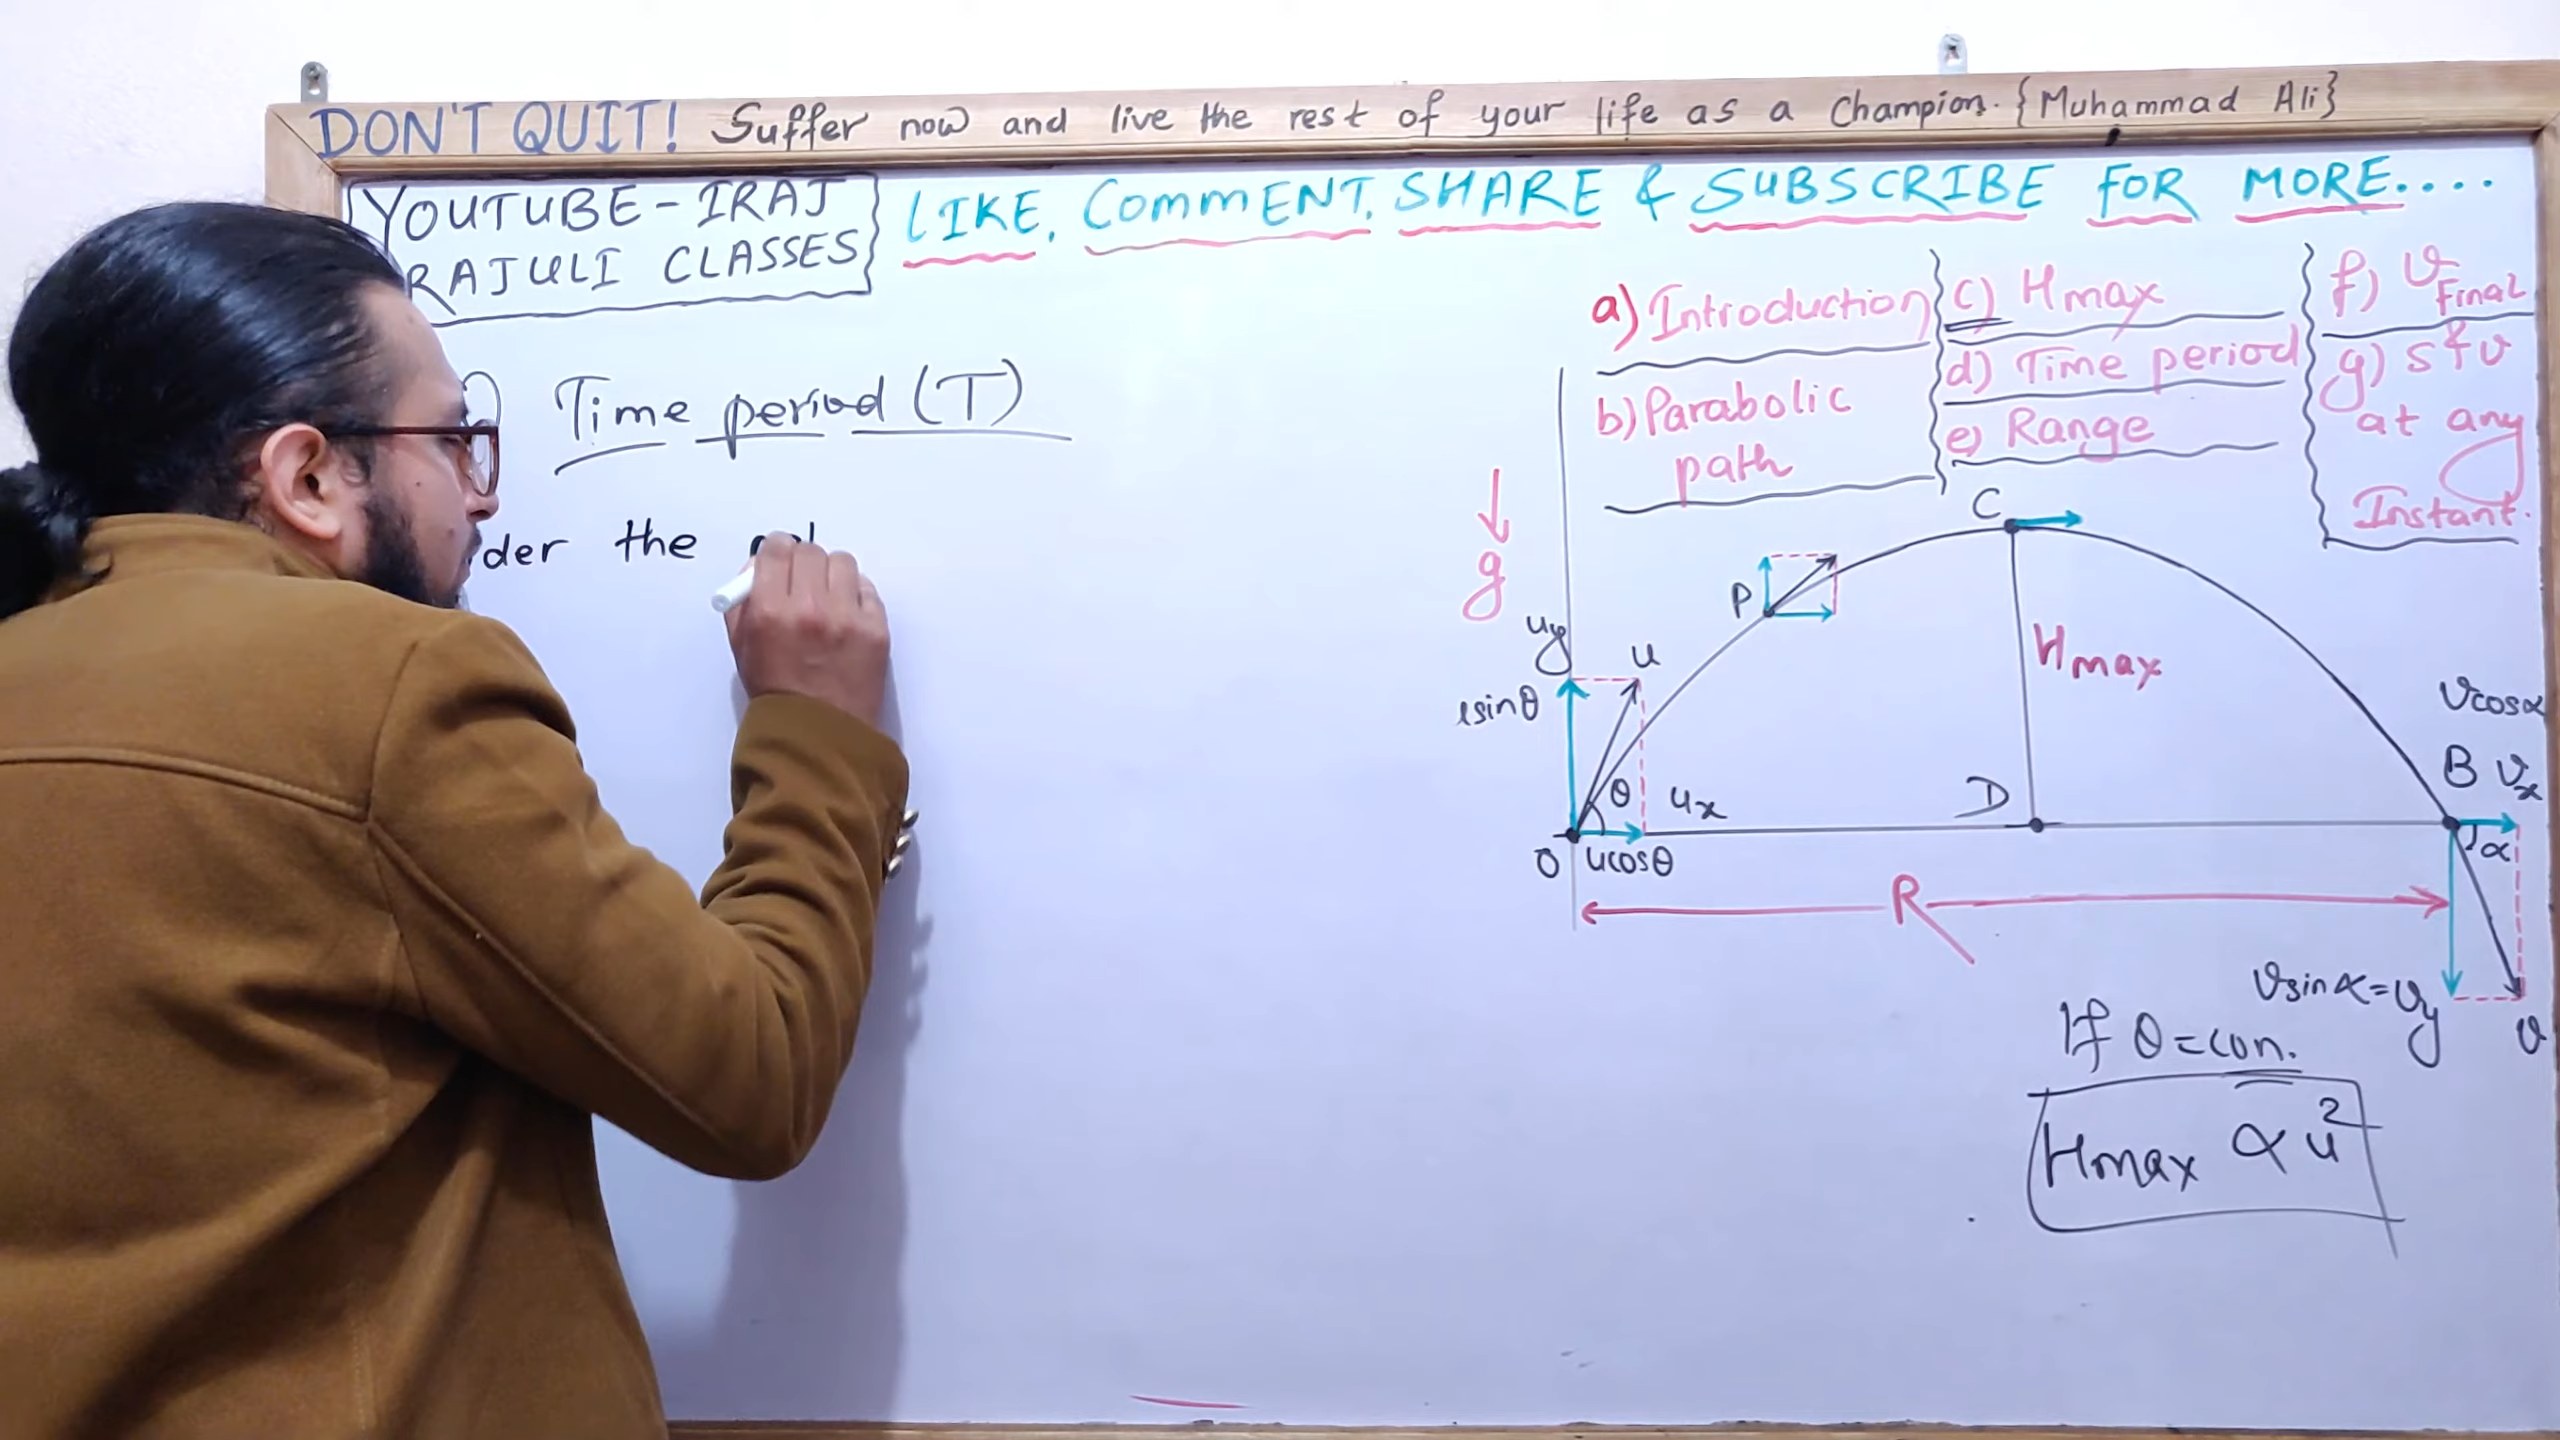 DON'T QUIT! Suffer now and live the rest of your life as a Champion. {Muhammad Ali}
YOUTUBE - IRAJ
RAJULI CLASSES
LIKE, COMMENT, SHARE & SUBSCRIBE FOR MORE....
a) Introduction
b) Parabolic
path
c) Hmax
d) Time period
e) Range
f) v Final
g) s & v
at any
Instant.
Time period (T)
der the
g
uy
usinθ
u
θ
ux
O
ucosθ
P
C
Hmax
D
R
vcosα
B vx
α
vsinα = vy
v
If θ = con.
Hmax ∝ u²